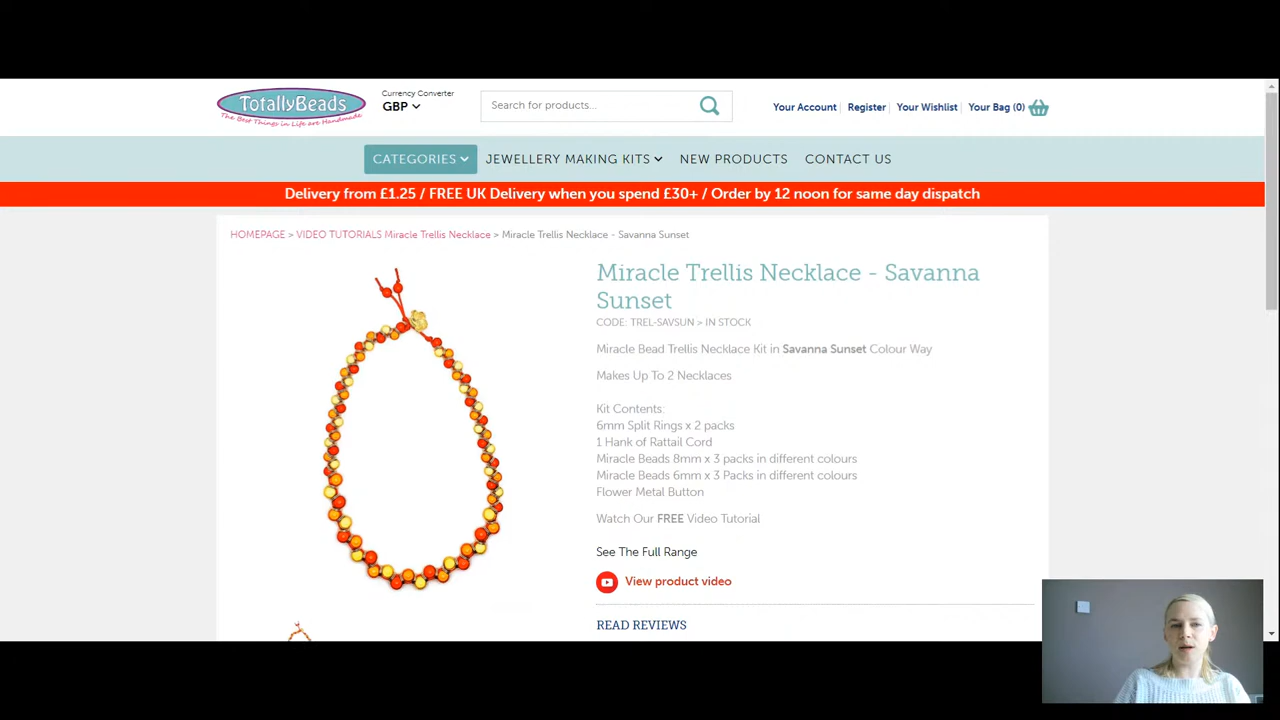 TotallyBeads
The Best Things in Life are Handmade
Currency Converter
GBP
Search for products...
Your Account
Register
Your Wishlist
Your Bag (0)
CATEGORIES
JEWELLERY MAKING KITS
NEW PRODUCTS
CONTACT US
Delivery from £1.25 / FREE UK Delivery when you spend £30+ / Order by 12 noon for same day dispatch
HOMEPAGE > VIDEO TUTORIALS Miracle Trellis Necklace > Miracle Trellis Necklace - Savanna Sunset
Miracle Trellis Necklace - Savanna
Sunset
CODE: TREL-SAVSUN > IN STOCK
Miracle Bead Trellis Necklace Kit in Savanna Sunset Colour Way
Makes Up To 2 Necklaces
Kit Contents:
6mm Split Rings x 2 packs
1 Hank of Rattail Cord
Miracle Beads 8mm x 3 packs in different colours
Miracle Beads 6mm x 3 Packs in different colours
Flower Metal Button
Watch Our FREE Video Tutorial
See The Full Range
View product video
READ REVIEWS